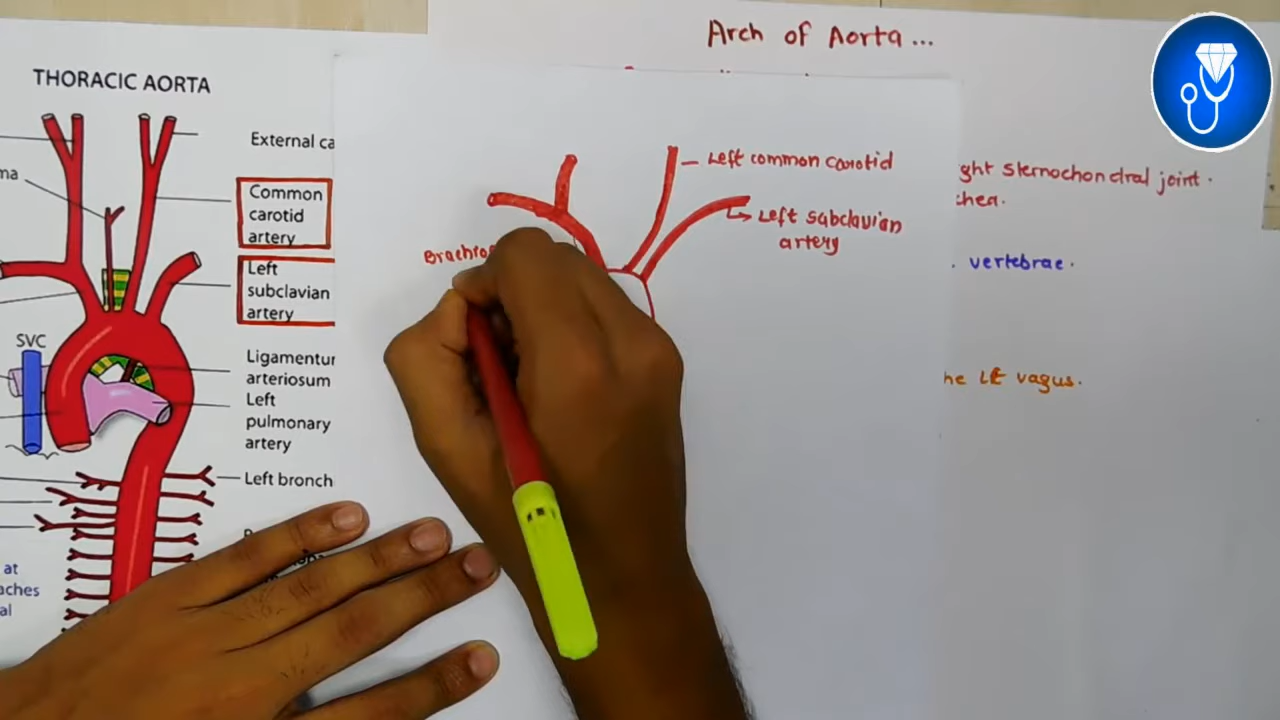 Arch of Aorta...
THORACIC AORTA
External ca
Common
carotid
artery
Left
subclavian
artery
SVC
Ligamentur
arteriosum
Left
pulmonary
artery
Left bronch
at
aches
al
Left common carotid
Left subclavian
artery
Brachio
ght sternochondral joint.
chea.
vertebrae.
he Lt vagus.